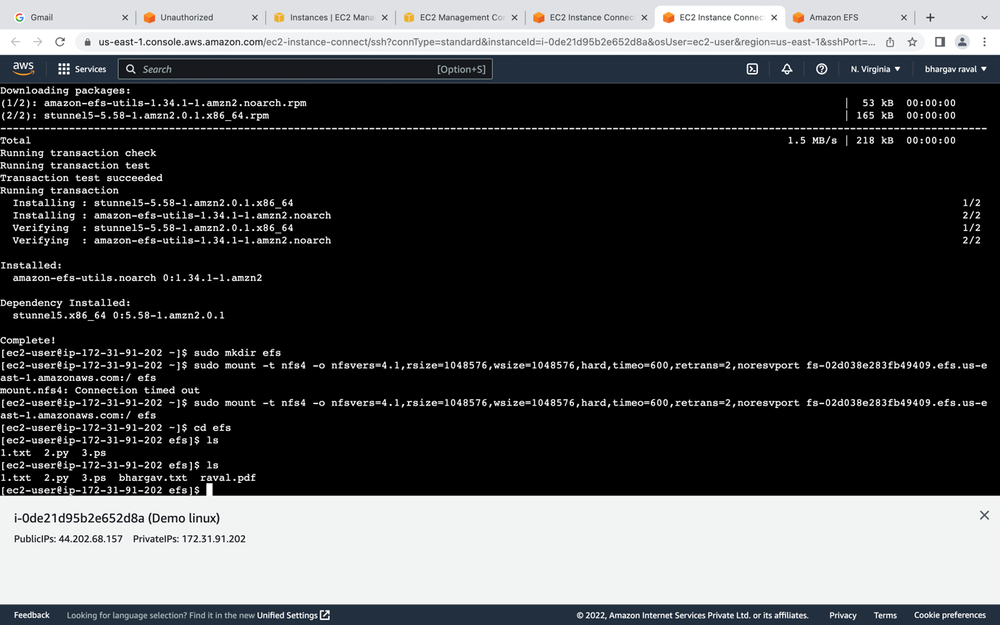 Gmail
Unauthorized
Instances | EC2 Mana
EC2 Management Con
EC2 Instance Connect
EC2 Instance Connect
Amazon EFS
us-east-1.console.aws.amazon.com/ec2-instance-connect/ssh?connType=standard&instanceId=i-0de21d95b2e652d8a&osUser=ec2-user&region=us-east-1&sshPort=...
aws Services Search [Option+S] N. Virginia bhargav raval
Downloading packages:
(1/2): amazon-efs-utils-1.34.1-1.amzn2.noarch.rpm | 53 kB 00:00:00
(2/2): stunnel5-5.58-1.amzn2.0.1.x86_64.rpm | 165 kB 00:00:00
--------------------------------------------------------------------------------
Total 1.5 MB/s | 218 kB 00:00:00
Running transaction check
Running transaction test
Transaction test succeeded
Running transaction
Installing : stunnel5-5.58-1.amzn2.0.1.x86_64 1/2
Installing : amazon-efs-utils-1.34.1-1.amzn2.noarch 2/2
Verifying : stunnel5-5.58-1.amzn2.0.1.x86_64 1/2
Verifying : amazon-efs-utils-1.34.1-1.amzn2.noarch 2/2
Installed:
amazon-efs-utils.noarch 0:1.34.1-1.amzn2
Dependency Installed:
stunnel5.x86_64 0:5.58-1.amzn2.0.1
Complete!
[ec2-user@ip-172-31-91-202 ~]$ sudo mkdir efs
[ec2-user@ip-172-31-91-202 ~]$ sudo mount -t nfs4 -o nfsvers=4.1,rsize=1048576,wsize=1048576,hard,timeo=600,retrans=2,noresvport fs-02d038e283fb49409.efs.us-e
ast-1.amazonaws.com:/ efs
mount.nfs4: Connection timed out
[ec2-user@ip-172-31-91-202 ~]$ sudo mount -t nfs4 -o nfsvers=4.1,rsize=1048576,wsize=1048576,hard,timeo=600,retrans=2,noresvport fs-02d038e283fb49409.efs.us-e
ast-1.amazonaws.com:/ efs
[ec2-user@ip-172-31-91-202 ~]$ cd efs
[ec2-user@ip-172-31-91-202 efs]$ ls
1.txt 2.py 3.ps
[ec2-user@ip-172-31-91-202 efs]$ ls
1.txt 2.py 3.ps bhargav.txt raval.pdf
[ec2-user@ip-172-31-91-202 efs]$
i-0de21d95b2e652d8a (Demo linux)
PublicIPs: 44.202.68.157 PrivateIPs: 172.31.91.202
Feedback Looking for language selection? Find it in the new Unified Settings © 2022, Amazon Internet Services Private Ltd. or its affiliates. Privacy Terms Cookie preferences